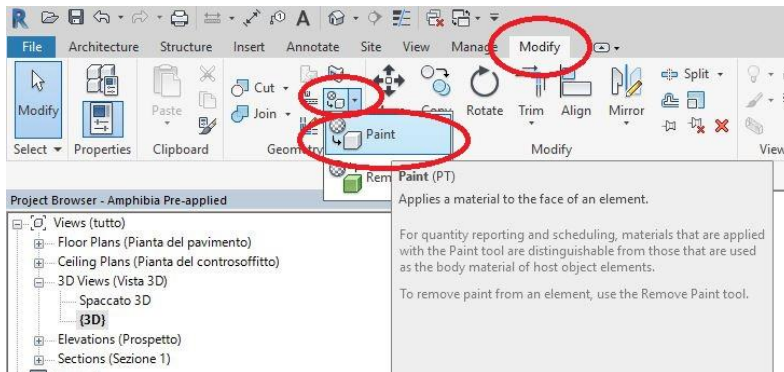 File Architecture Structure Insert Annotate Site View Manage Modify
Modify Paste Cut Join Copy Rotate Trim Align Mirror Split
Select Properties Clipboard Geometry Modify View
Paint
Rem
Paint (PT)
Applies a material to the face of an element.
For quantity reporting and scheduling, materials that are applied
with the Paint tool are distinguishable from those that are used
as the body material of host object elements.
To remove paint from an element, use the Remove Paint tool.
Project Browser - Amphibia Pre-applied
Views (tutto)
Floor Plans (Pianta del pavimento)
Ceiling Plans (Pianta del controsoffitto)
3D Views (Vista 3D)
Spaccato 3D
{3D}
Elevations (Prospetto)
Sections (Sezione 1)